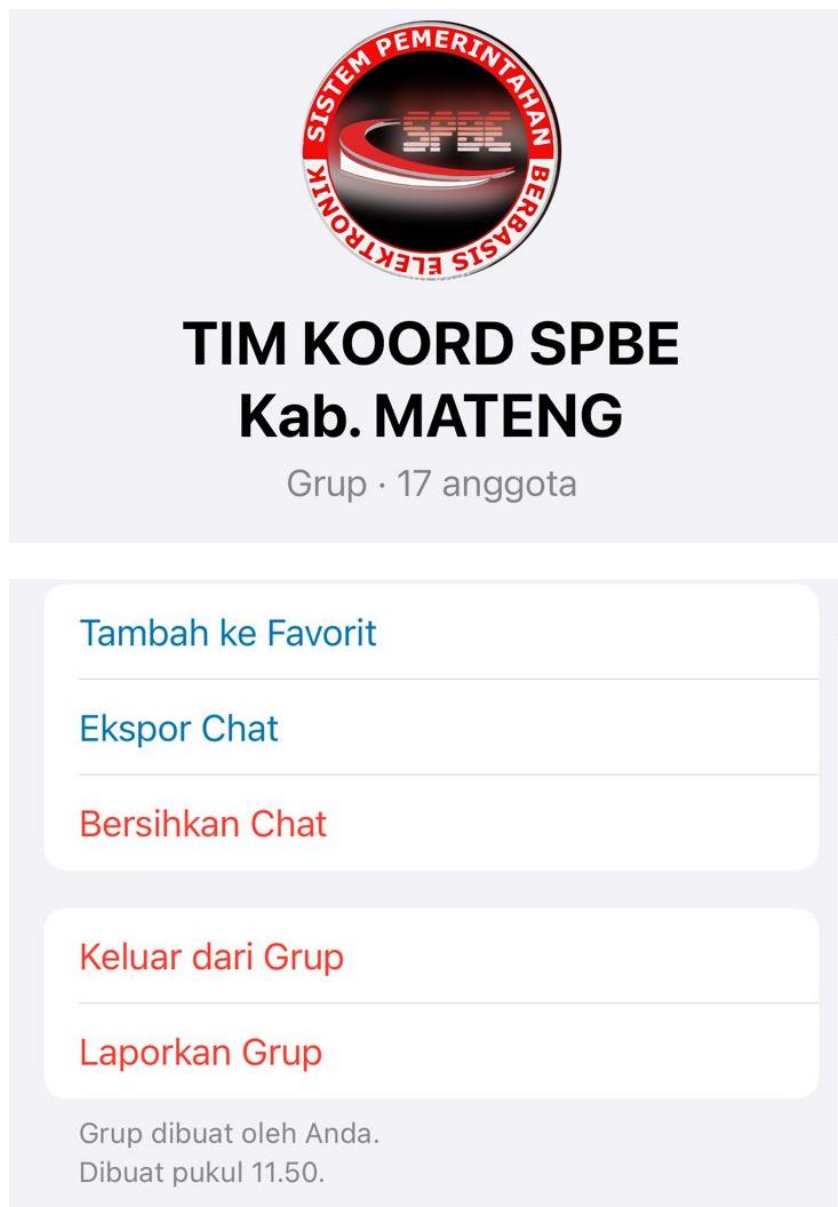 SISTEM PEMERINTAHAN BERBASIS ELEKTRONIK
SPBE
TIM KOORD SPBE
Kab. MATENG
Grup · 17 anggota
Tambah ke Favorit
Ekspor Chat
Bersihkan Chat
Keluar dari Grup
Laporkan Grup
Grup dibuat oleh Anda.
Dibuat pukul 11.50.